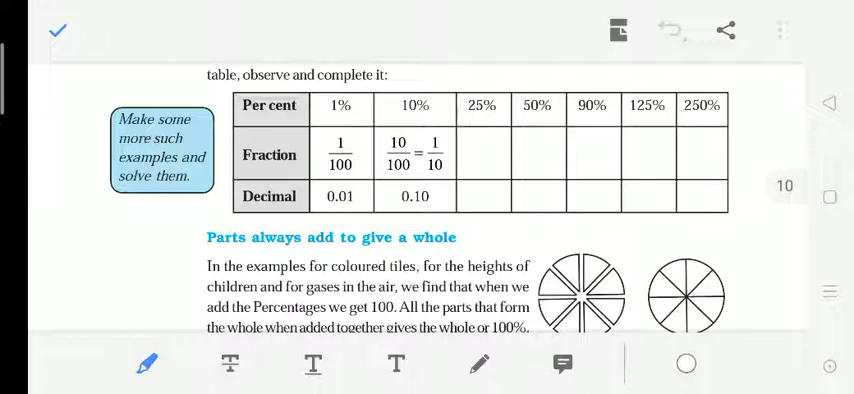 table, observe and complete it:
Make some
more such
examples and
solve them.
Per cent 1% 10% 25% 50% 90% 125% 250%
Fraction 1/100 10/100 = 1/10
Decimal 0.01 0.10
10
Parts always add to give a whole
In the examples for coloured tiles, for the heights of
children and for gases in the air, we find that when we
add the Percentages we get 100. All the parts that form
the whole when added together gives the whole or 100%.
T T T